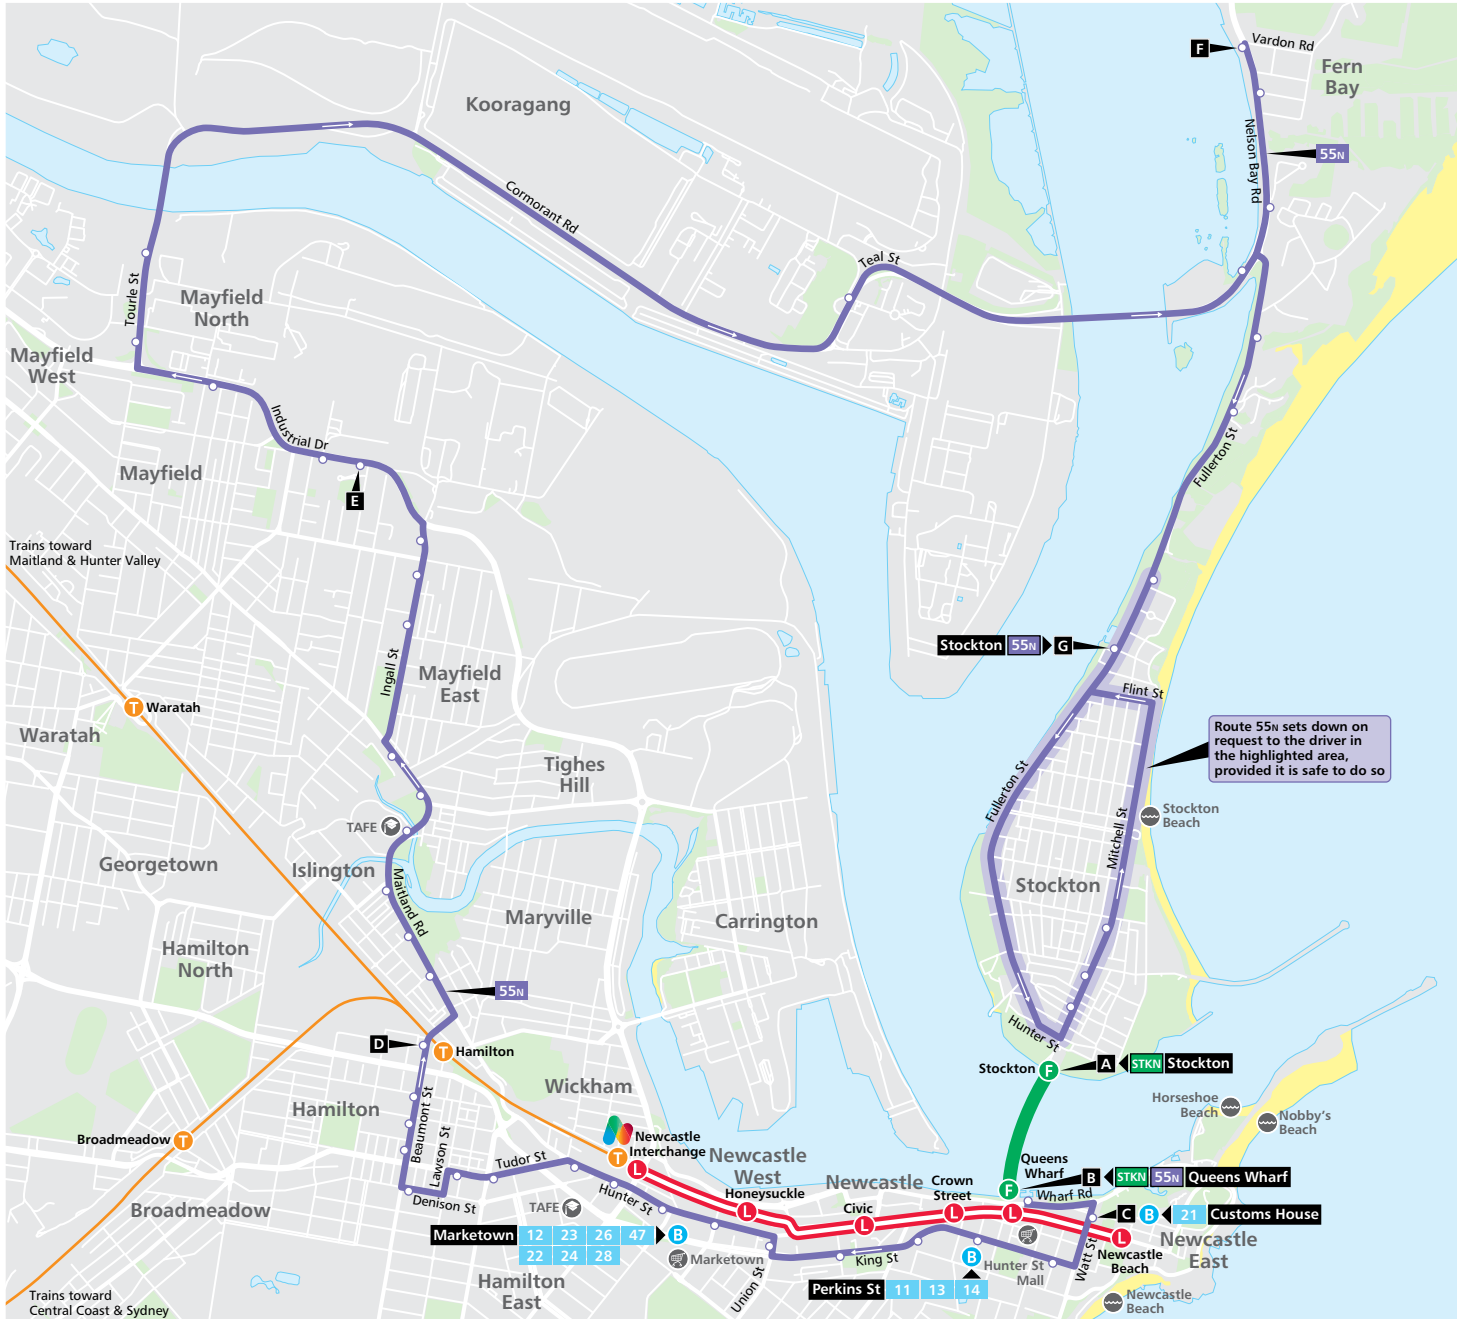 Vardon Rd
F
Fern
Bay
Kooragang
Nelson Bay Rd
55N
Cormorant Rd
Teal St
Tourle St
Mayfield
North
Mayfield
West
Industrial Dr
Mayfield
E
Fullerton St
Trains toward
Maitland & Hunter Valley
Stockton 55N G
Ingall St
Mayfield
East
Flint St
T Waratah
Waratah
Route 55N sets down on
request to the driver in
the highlighted area,
provided it is safe to do so
Tighes
Hill
Fullerton St
Stockton
Beach
Mitchell St
TAFE
Georgetown
Islington
Stockton
Maitland Rd
Maryville
Carrington
Hamilton
North
55N
Hunter St
D
T Hamilton
Stockton F
A STKN Stockton
Wickham
Horseshoe
Beach
Nobby's
Beach
Hamilton
Beaumont St
Lawson St
Broadmeadow T
Newcastle
Interchange
T
L
Newcastle
West
Queens
Wharf
F
B STKN 55N Queens Wharf
Tudor St
Honeysuckle
L
Newcastle
Crown
Street
L
L
Wharf Rd
Denison St
Hunter St
Broadmeadow
TAFE
Civic
L
C B 21 Customs House
Marketown 12 23 26 47 B
22 24 28
Marketown
King St
B
Hunter St
Mall
Watt St
L
Newcastle
Beach
Newcastle
East
Hamilton
East
Union St
Perkins St 11 13 14
Newcastle
Beach
Trains toward
Central Coast & Sydney